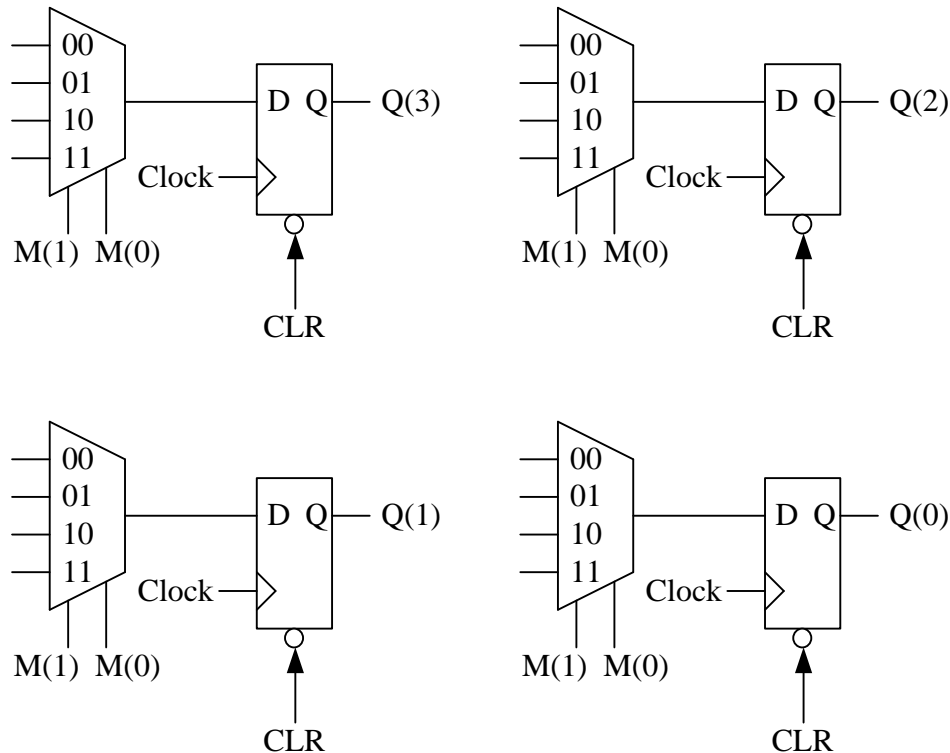 00
01
10
11
D Q
Q(3)
Clock
M(1) M(0)
CLR
00
01
10
11
D Q
Q(2)
Clock
M(1) M(0)
CLR
00
01
10
11
D Q
Q(1)
Clock
M(1) M(0)
CLR
00
01
10
11
D Q
Q(0)
Clock
M(1) M(0)
CLR